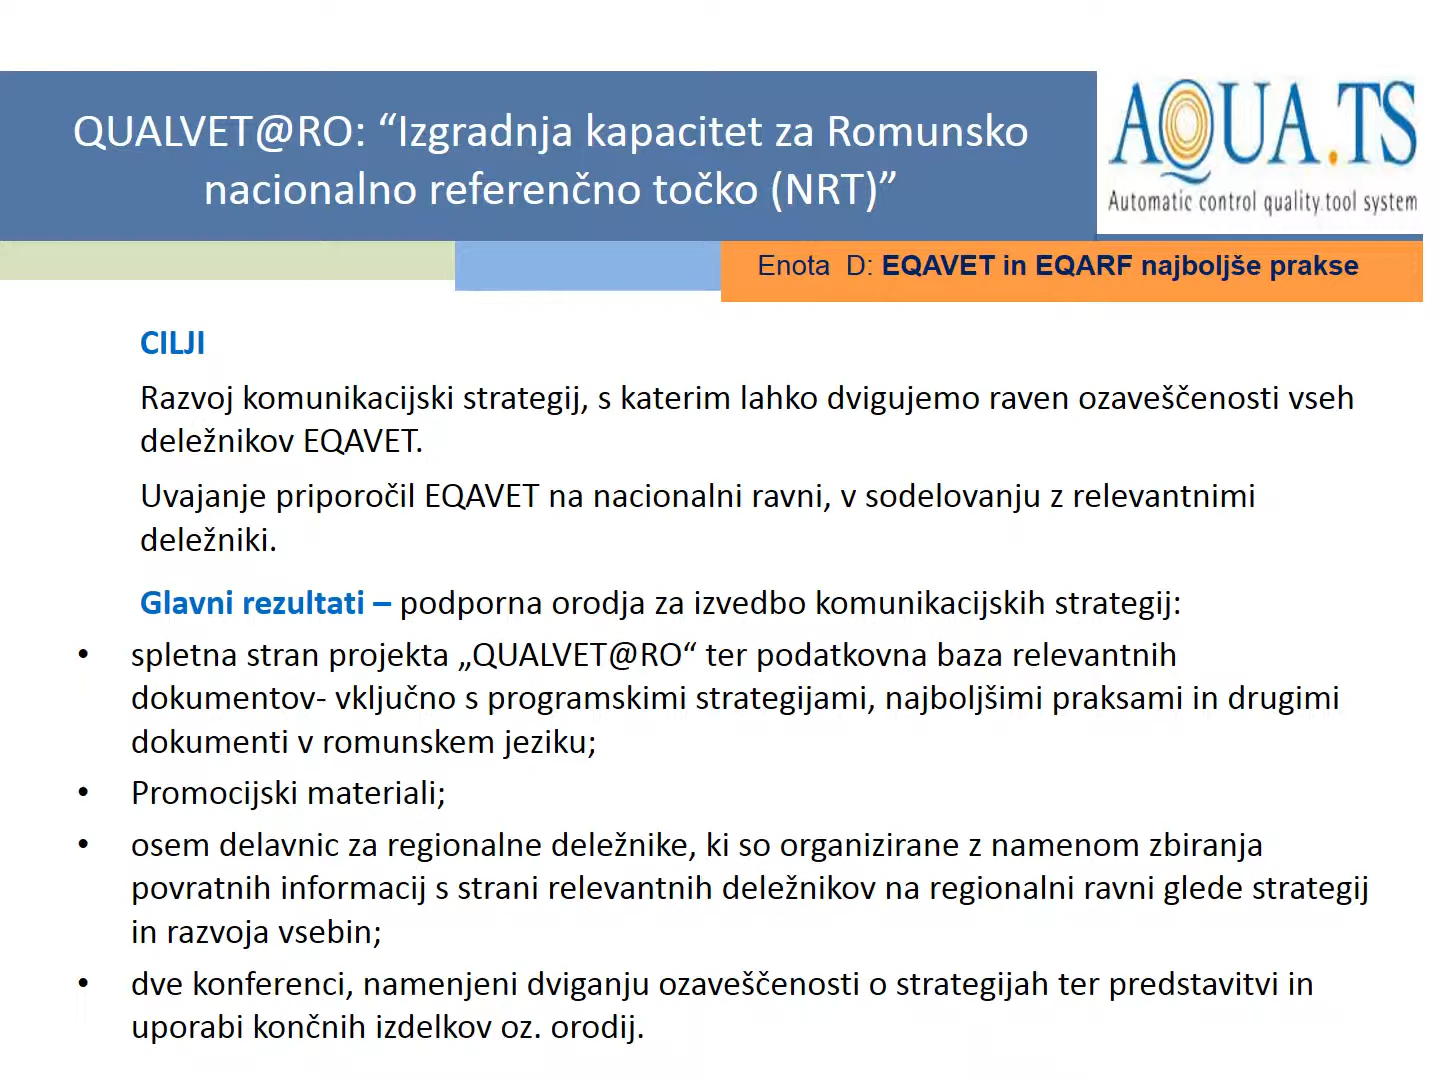 QUALVET@RO: “Izgradnja kapacitet za Romunsko
nacionalno referenčno točko (NRT)”
AQUA.TS
Automatic control quality tool system
Enota D: EQAVET in EQARF najboljše prakse
CILJI
Razvoj komunikacijski strategij, s katerim lahko dvigujemo raven ozaveščenosti vseh
deležnikov EQAVET.
Uvajanje priporočil EQAVET na nacionalni ravni, v sodelovanju z relevantnimi
deležniki.
Glavni rezultati – podporna orodja za izvedbo komunikacijskih strategij:
• spletna stran projekta „QUALVET@RO“ ter podatkovna baza relevantnih
dokumentov- vključno s programskimi strategijami, najboljšimi praksami in drugimi
dokumenti v romunskem jeziku;
• Promocijski materiali;
• osem delavnic za regionalne deležnike, ki so organizirane z namenom zbiranja
povratnih informacij s strani relevantnih deležnikov na regionalni ravni glede strategij
in razvoja vsebin;
• dve konferenci, namenjeni dviganju ozaveščenosti o strategijah ter predstavitvi in
uporabi končnih izdelkov oz. orodij.